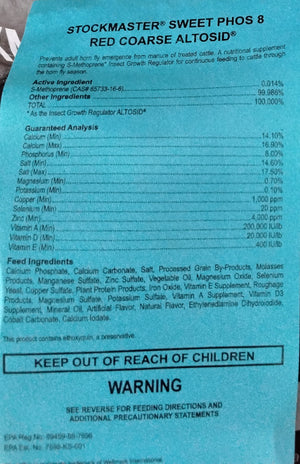 STOCKMASTER® SWEET PHOS 8
RED COARSE ALTOSID®
Prevents adult horn fly emergence from manure of treated cattle. A nutritional supplement
containing S-Methoprene* Insect Growth Regulator for continuous feeding to cattle through
the horn fly season.
Active Ingredient
S-Methoprene (CAS# 65733-16-6) 0.014%
Other Ingredients 99.986%
TOTAL 100.000%
* As the Insect Growth Regulator ALTOSID®
Guaranteed Analysis
Calcium (Min) 14.10%
Calcium (Max) 16.90%
Phosphorus (Min) 8.00%
Salt (Min) 14.60%
Salt (Max) 17.50%
Magnesium (Min) 0.70%
Potassium (Min) 0.10%
Copper (Min) 1,000 ppm
Selenium (Min) 20 ppm
Zinc (Min) 4,000 ppm
Vitamin A (Min) 200,000 IU/lb
Vitamin D (Min) 20,000 IU/lb
Vitamin E (Min) 400 IU/lb
Feed Ingredients
Calcium Phosphate, Calcium Carbonate, Salt, Processed Grain By-Products, Molasses
Products, Manganese Sulfate, Zinc Sulfate, Vegetable Oil, Magnesium Oxide, Selenium
Yeast, Copper Sulfate, Plant Protein Products, Iron Oxide, Vitamin E Supplement, Roughage
Products, Magnesium Sulfate, Potassium Sulfate, Vitamin A Supplement, Vitamin D3
Supplement, Mineral Oil, Artificial Flavor, Natural Flavor, Ethylenediamine Dihydroiodide,
Cobalt Carbonate, Calcium Iodate.
This product contains ethoxyquin, a preservative.
KEEP OUT OF REACH OF CHILDREN
WARNING
SEE REVERSE FOR FEEDING DIRECTIONS AND
ADDITIONAL PRECAUTIONARY STATEMENTS
EPA Reg No.
EPA Est. No.
trademark of Wellmark International.